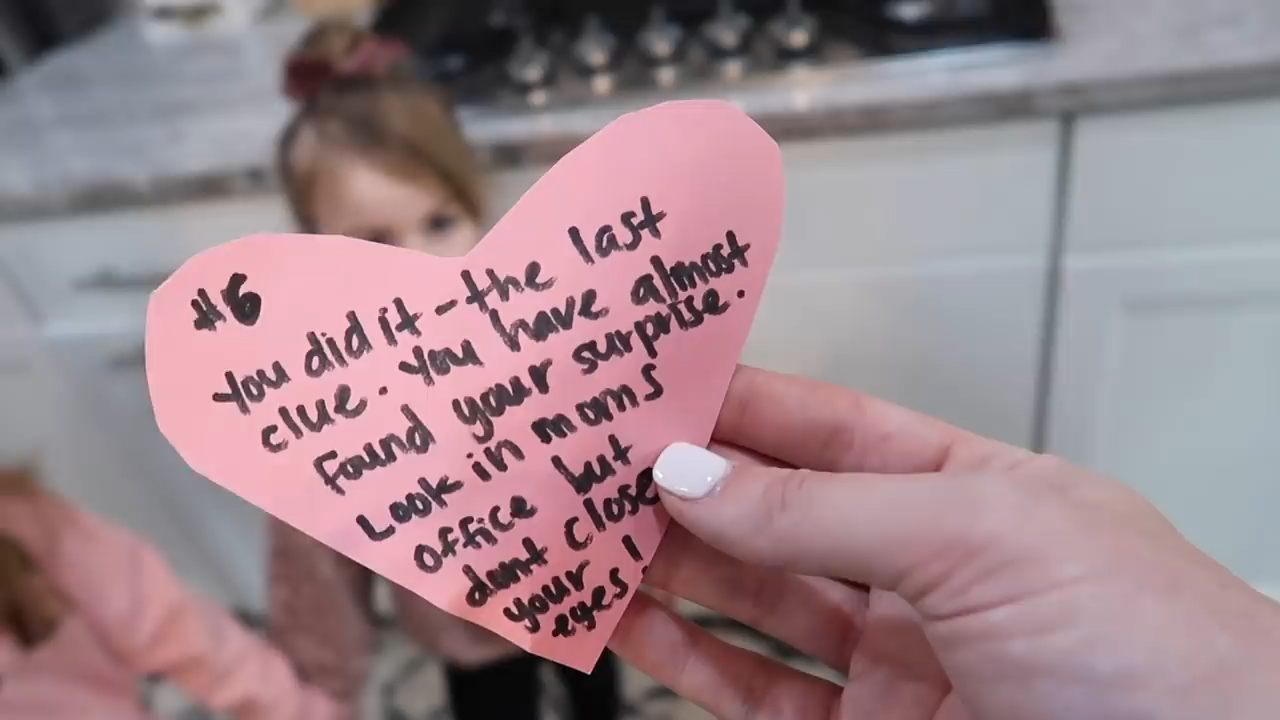 #6
You did it - the last
clue. You have almost
Found your surprise.
Look in moms
office but
dont close
your
eyes!